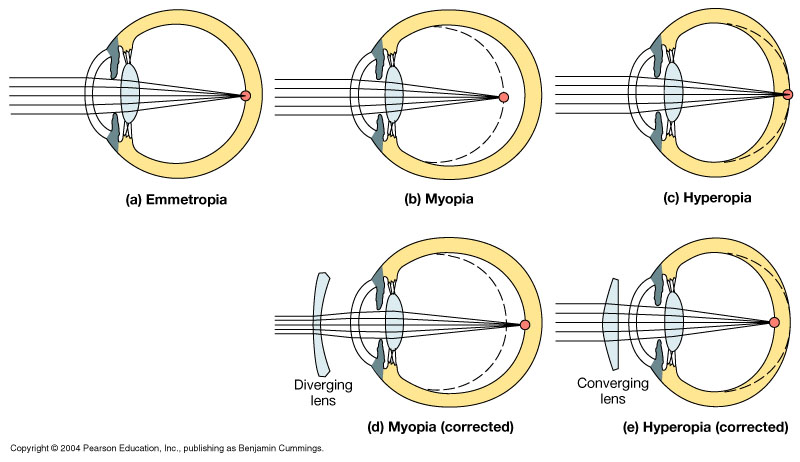 (a) Emmetropia
(b) Myopia
(c) Hyperopia
Diverging
lens
Converging
lens
(d) Myopia (corrected)
(e) Hyperopia (corrected)
Copyright © 2004 Pearson Education, Inc., publishing as Benjamin Cummings.